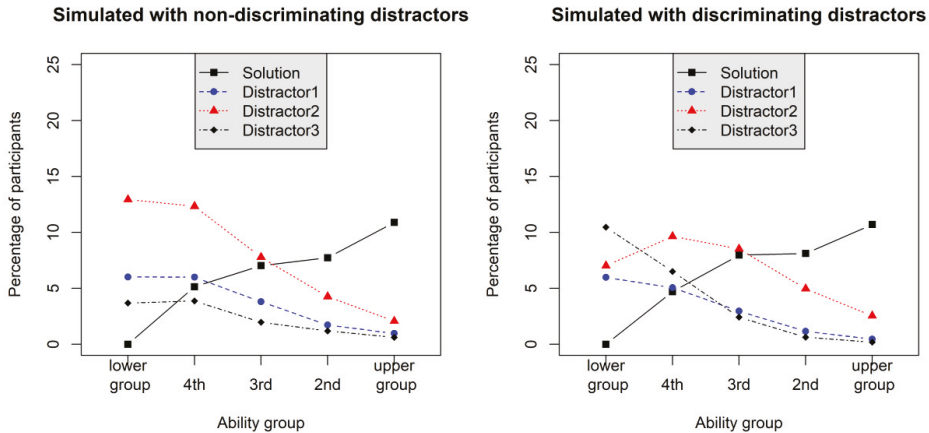 Simulated with non-discriminating distractors
Percentage of participants
25
20
15
10
5
0
Solution
Distractor1
Distractor2
Distractor3
lower group
4th
3rd
2nd
upper group
Ability group
Simulated with discriminating distractors
Percentage of participants
25
20
15
10
5
0
Solution
Distractor1
Distractor2
Distractor3
lower group
4th
3rd
2nd
upper group
Ability group